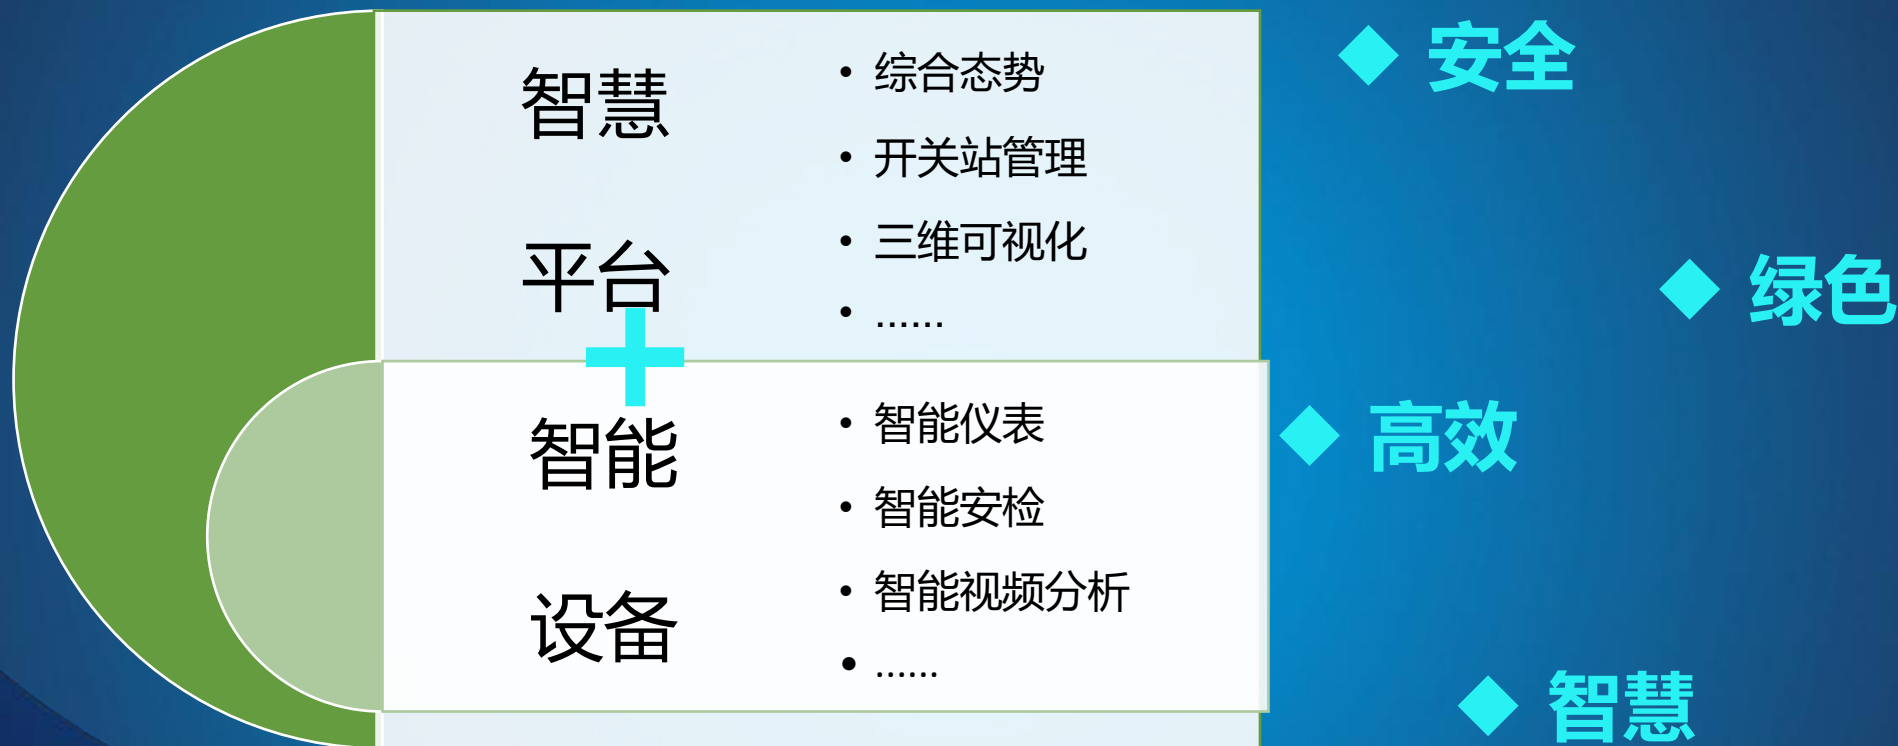 智慧
平台
• 综合态势
• 开关站管理
• 三维可视化
• ......
+
智能
设备
• 智能仪表
• 智能安检
• 智能视频分析
• ......
◆ 安全
◆ 绿色
◆ 高效
◆ 智慧